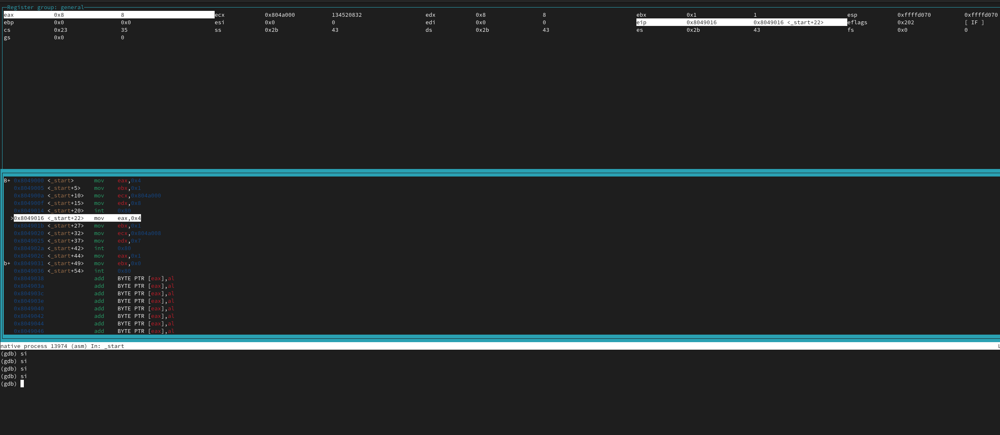 Register group: general
eax 0x8 8 ecx 0x804a000 134520832 edx 0x8 8 ebx 0x1 1 esp 0xffffd070 0xffffd070
ebp 0x0 0x0 esi 0x0 0 edi 0x0 0 eip 0x8049016 0x8049016 <_start+22> eflags 0x202 [ IF ]
cs 0x23 35 ss 0x2b 43 ds 0x2b 43 es 0x2b 43 fs 0x0 0
gs 0x0 0
B+ 0x8049000 <_start> mov eax,0x4
0x8049005 <_start+5> mov ebx,0x1
0x804900a <_start+10> mov ecx,0x804a000
0x804900f <_start+15> mov edx,0x8
0x8049014 <_start+20> int 0x80
>0x8049016 <_start+22> mov eax,0x4
0x804901b <_start+27> mov ebx,0x1
0x8049020 <_start+32> mov ecx,0x804a008
0x8049025 <_start+37> mov edx,0x7
0x804902a <_start+42> int 0x80
0x804902c <_start+44> mov eax,0x1
b+ 0x8049031 <_start+49> mov ebx,0x0
0x8049036 <_start+54> int 0x80
0x8049038 add BYTE PTR [eax],al
0x804903a add BYTE PTR [eax],al
0x804903c add BYTE PTR [eax],al
0x804903e add BYTE PTR [eax],al
0x8049040 add BYTE PTR [eax],al
0x8049042 add BYTE PTR [eax],al
0x8049044 add BYTE PTR [eax],al
0x8049046 add BYTE PTR [eax],al
native process 13974 (asm) In: _start L
(gdb) si
(gdb) si
(gdb) si
(gdb) si
(gdb)